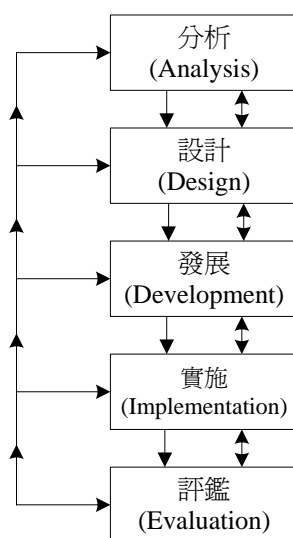 分析
(Analysis)
設計
(Design)
發展
(Development)
實施
(Implementation)
評鑑
(Evaluation)